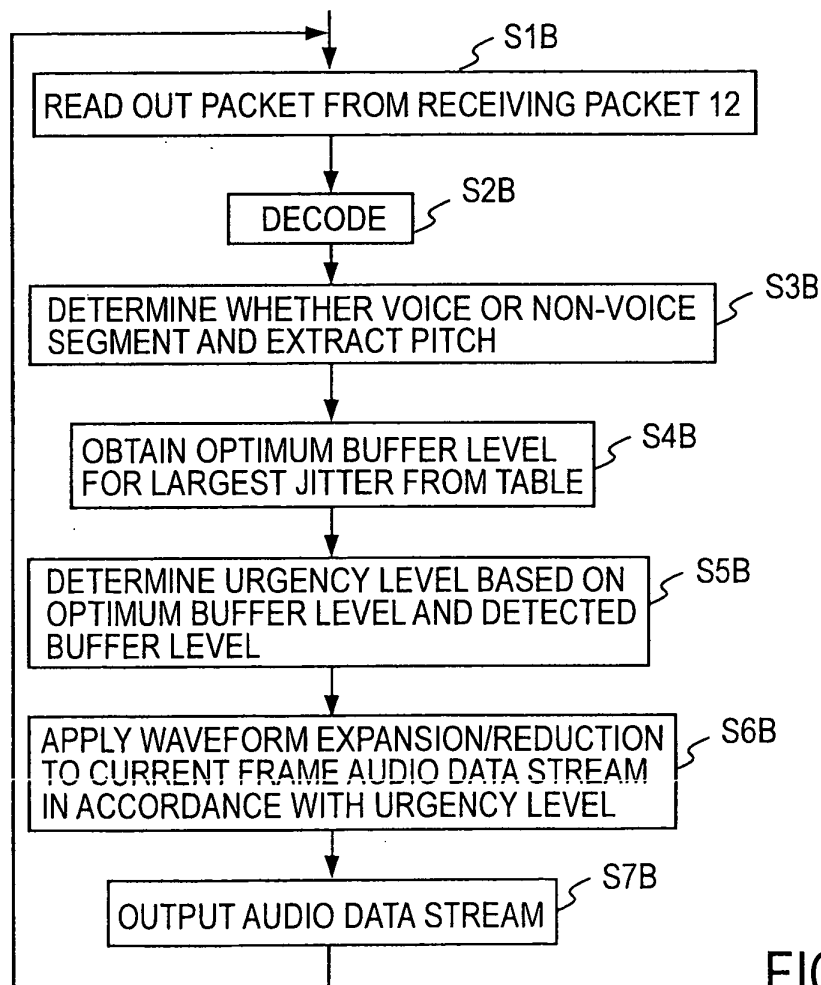 S1B
READ OUT PACKET FROM RECEIVING PACKET 12
S2B
DECODE
S3B
DETERMINE WHETHER VOICE OR NON-VOICE
SEGMENT AND EXTRACT PITCH
S4B
OBTAIN OPTIMUM BUFFER LEVEL
FOR LARGEST JITTER FROM TABLE
S5B
DETERMINE URGENCY LEVEL BASED ON
OPTIMUM BUFFER LEVEL AND DETECTED
BUFFER LEVEL
S6B
APPLY WAVEFORM EXPANSION/REDUCTION
TO CURRENT FRAME AUDIO DATA STREAM
IN ACCORDANCE WITH URGENCY LEVEL
S7B
OUTPUT AUDIO DATA STREAM